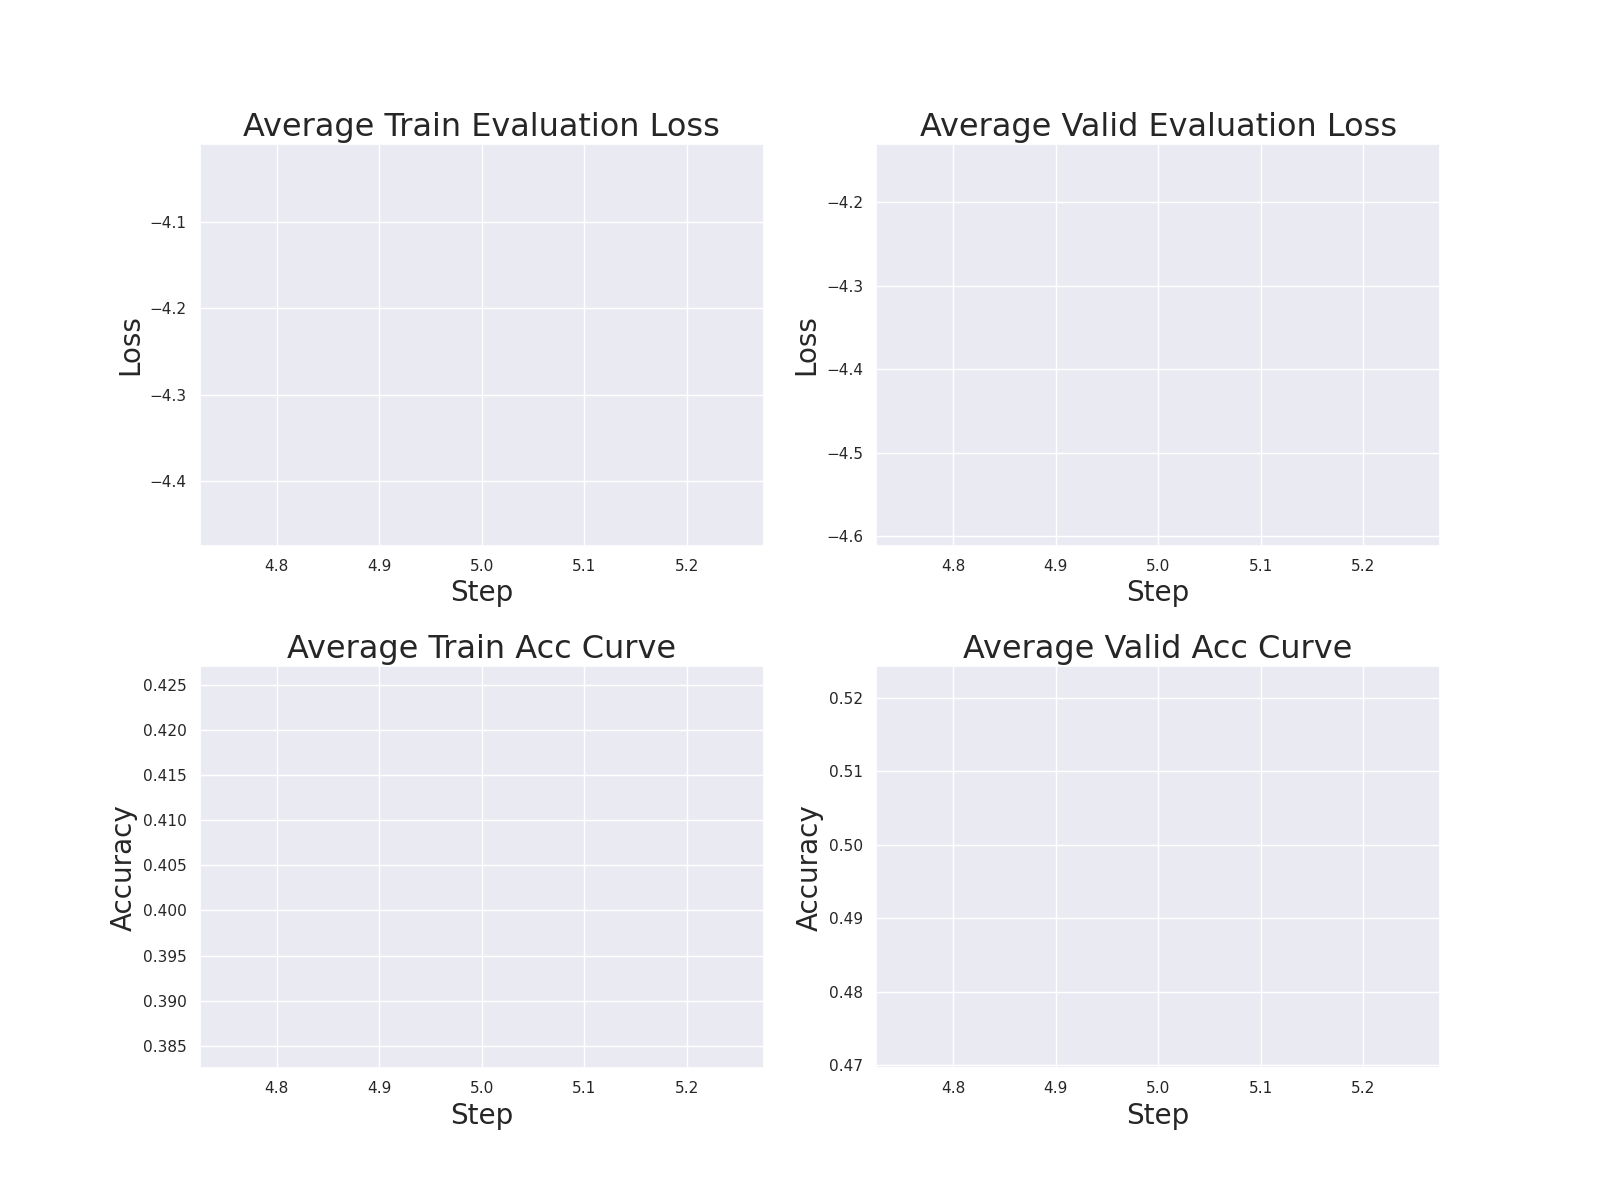 Average Train Evaluation Loss
−4.1
−4.2
−4.3
−4.4
Loss
4.8 4.9 5.0 5.1 5.2
Step
Average Valid Evaluation Loss
−4.2
−4.3
−4.4
−4.5
−4.6
Loss
4.8 4.9 5.0 5.1 5.2
Step
Average Train Acc Curve
0.425
0.420
0.415
0.410
0.405
0.400
0.395
0.390
0.385
Accuracy
4.8 4.9 5.0 5.1 5.2
Step
Average Valid Acc Curve
0.52
0.51
0.50
0.49
0.48
0.47
Accuracy
4.8 4.9 5.0 5.1 5.2
Step